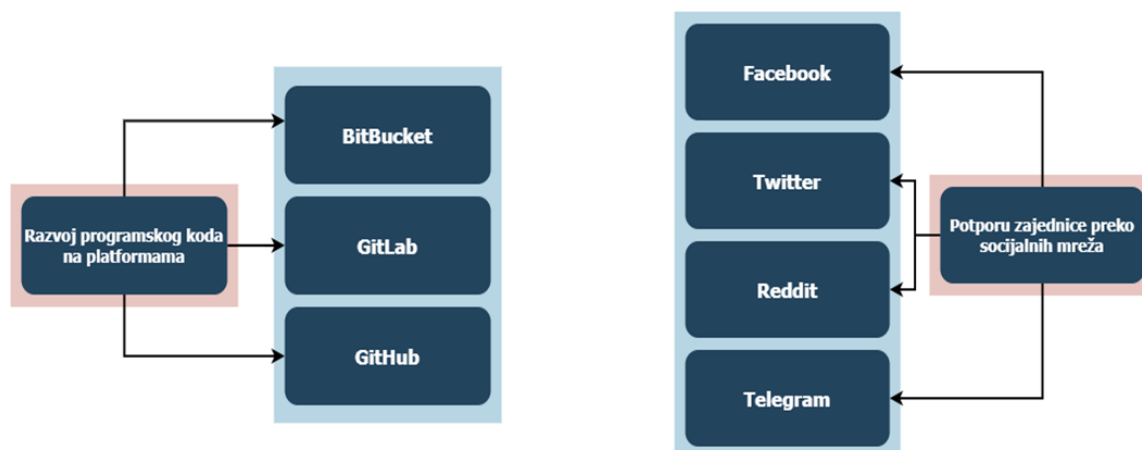 Razvoj programskog koda
na platformama
BitBucket
GitLab
GitHub
Facebook
Twitter
Reddit
Telegram
Potporu zajednice preko
socijalnih mreža